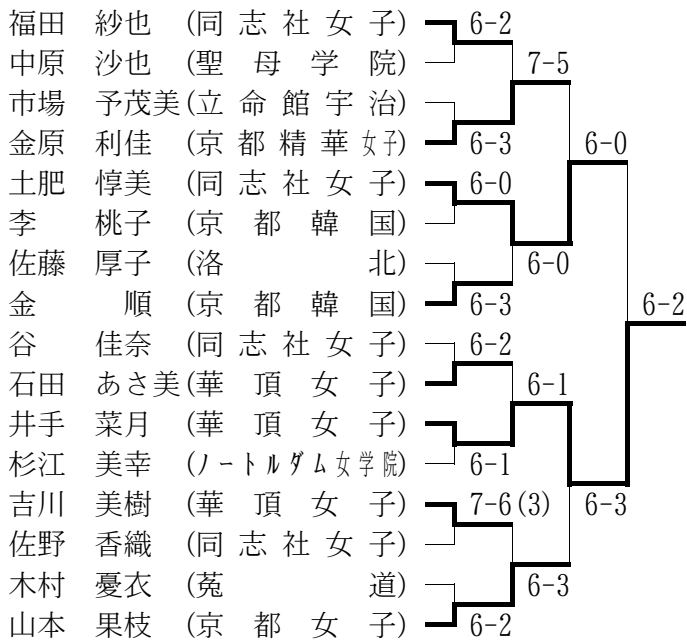 福田 紗也 (同志社女子) 6-2
中原 沙也 (聖母学院) 7-5
市場 予茂美(立命館宇治)
金原 利佳 (京都精華女子) 6-3 6-0
土肥 惇美 (同志社女子) 6-0
李 桃子 (京都韓国)
佐藤 厚子 (洛北) 6-0
金 順 (京都韓国) 6-3 6-2
谷 佳奈 (同志社女子) 6-2
石田 あさ美(華頂女子) 6-1
井手 菜月 (華頂女子)
杉江 美幸 (ノートルダム女学院) 6-1
吉川 美樹 (華頂女子) 7-6(3) 6-3
佐野 香織 (同志社女子)
木村 憂衣 (菟道) 6-3
山本 果枝 (京都女子) 6-2